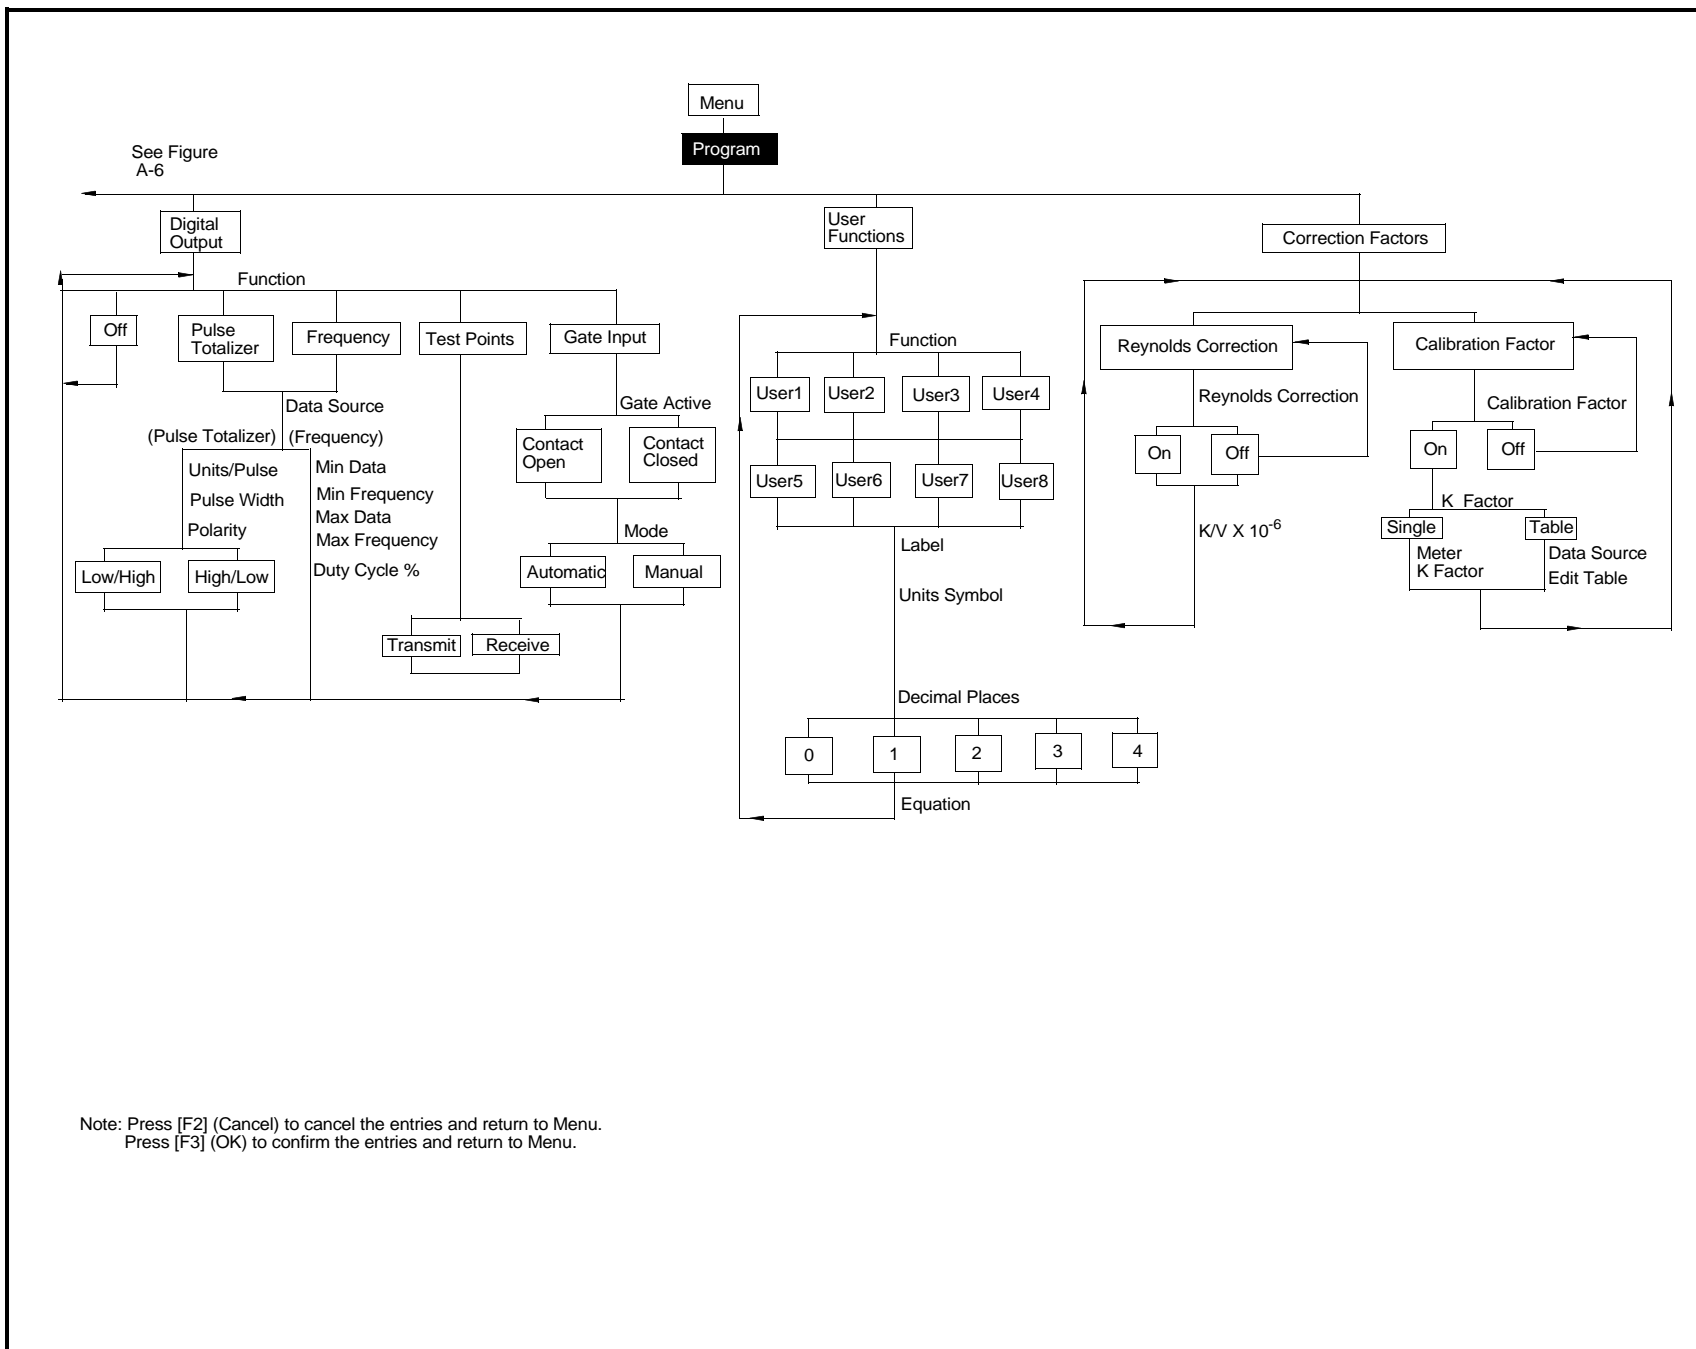 Menu
Program
See Figure
A-6
Digital
Output
User
Functions
Correction Factors
Function
Off
Pulse
Totalizer
Frequency
Test Points
Gate Input
Data Source
(Pulse Totalizer)
(Frequency)
Units/Pulse
Pulse Width
Polarity
Low/High
High/Low
Min Data
Min Frequency
Max Data
Max Frequency
Duty Cycle %
Transmit
Receive
Gate Active
Contact
Open
Contact
Closed
Mode
Automatic
Manual
Function
User1
User2
User3
User4
User5
User6
User7
User8
Label
Units Symbol
Decimal Places
0
1
2
3
4
Equation
Reynolds Correction
Reynolds Correction
On
Off
K/V X 10-6
Calibration Factor
Calibration Factor
On
Off
K Factor
Single
Table
Meter
K Factor
Data Source
Edit Table
Note: Press [F2] (Cancel) to cancel the entries and return to Menu.
Press [F3] (OK) to confirm the entries and return to Menu.